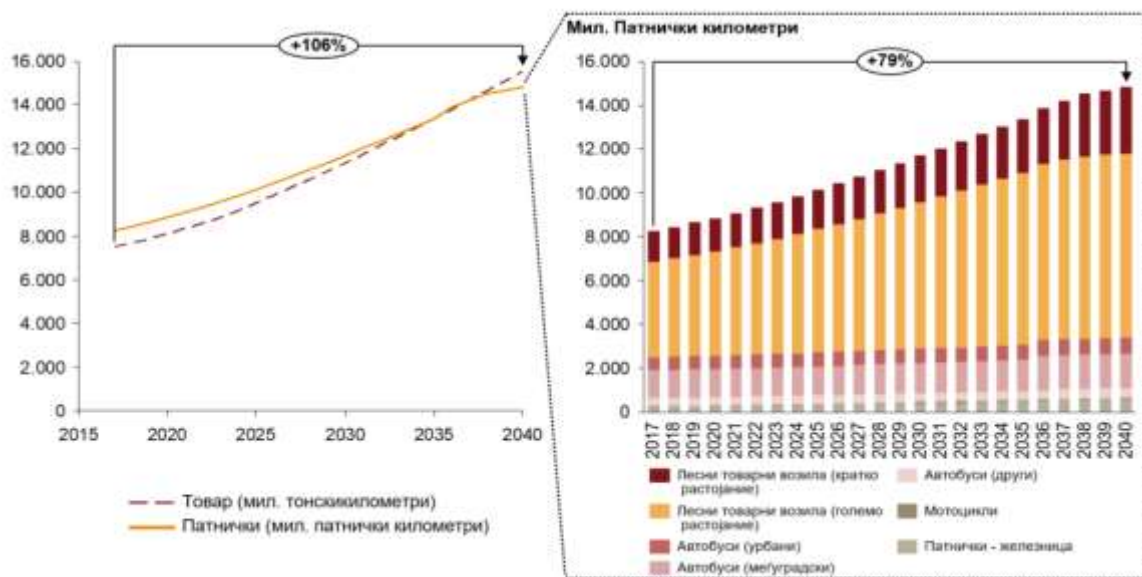 +106%
16.000
14.000
12.000
10.000
8.000
6.000
4.000
2.000
0
2015 2020 2025 2030 2035 2040
Товар (мил. тонскикилометри)
Патнички (мил. патнички километри)
Мил. Патнички километри
+79%
16.000
14.000
12.000
10.000
8.000
6.000
4.000
2.000
0
2017 2018 2019 2020 2021 2022 2023 2024 2025 2026 2027 2028 2029 2030 2031 2032 2033 2034 2035 2036 2037 2038 2039 2040
Лесни товарни возила (кратко
растојание)
Лесни товарни возила (големо
растојание)
Автобуси (урбани)
Автобуси (меѓуградски)
Автобуси (други)
Мотоцикли
Патнички - железница